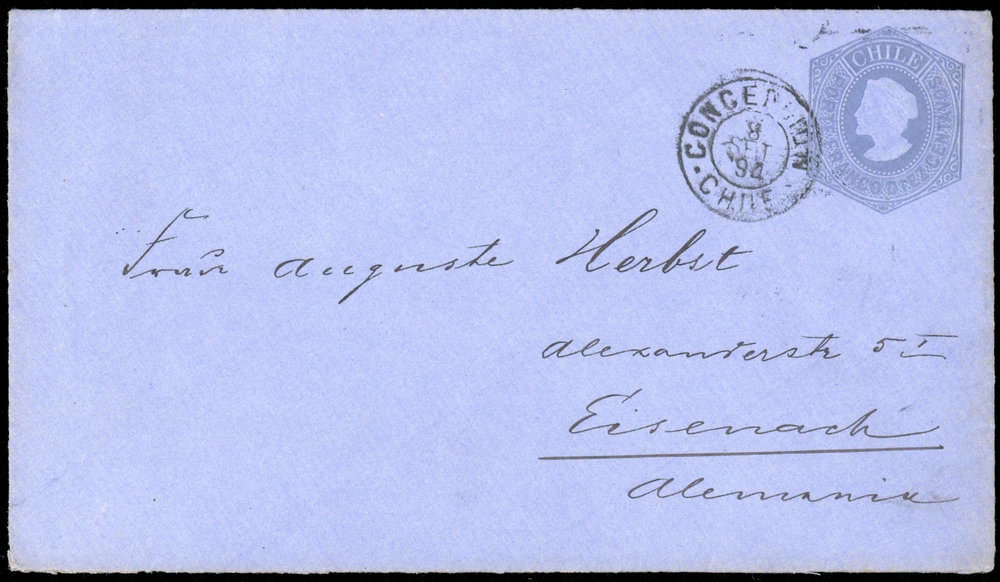 CHILE
CONCEPCION
8
94
CHILE
Frau Auguste Herbst
Alexanderstr 5 I
Eisenach
Alemania